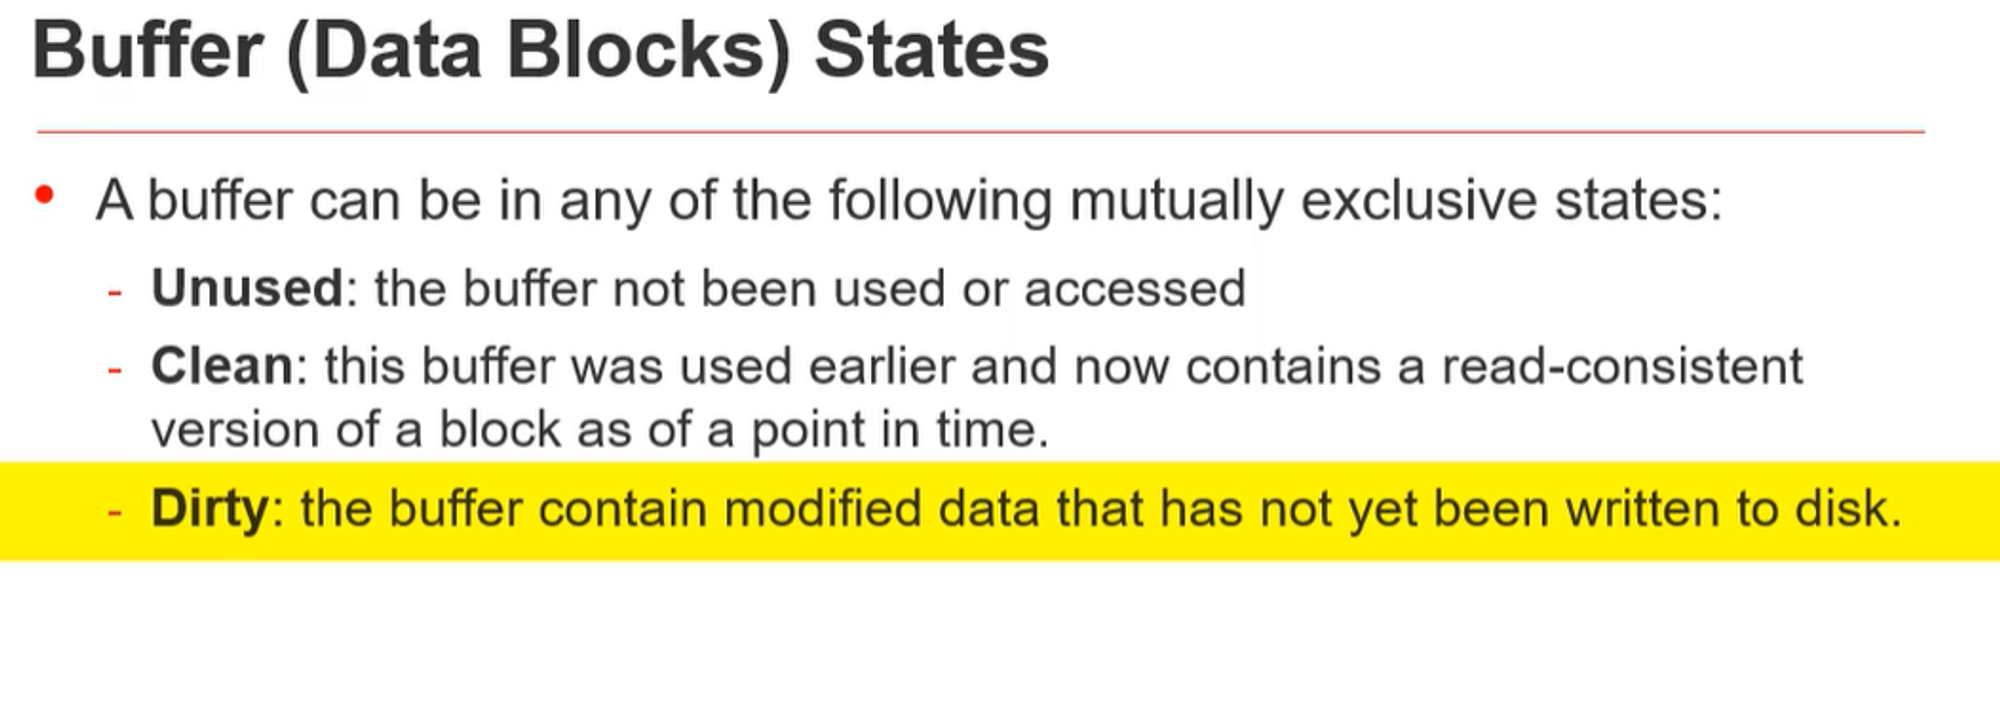 Buffer (Data Blocks) States
• A buffer can be in any of the following mutually exclusive states:
- Unused: the buffer not been used or accessed
- Clean: this buffer was used earlier and now contains a read-consistent
version of a block as of a point in time.
- Dirty: the buffer contain modified data that has not yet been written to disk.